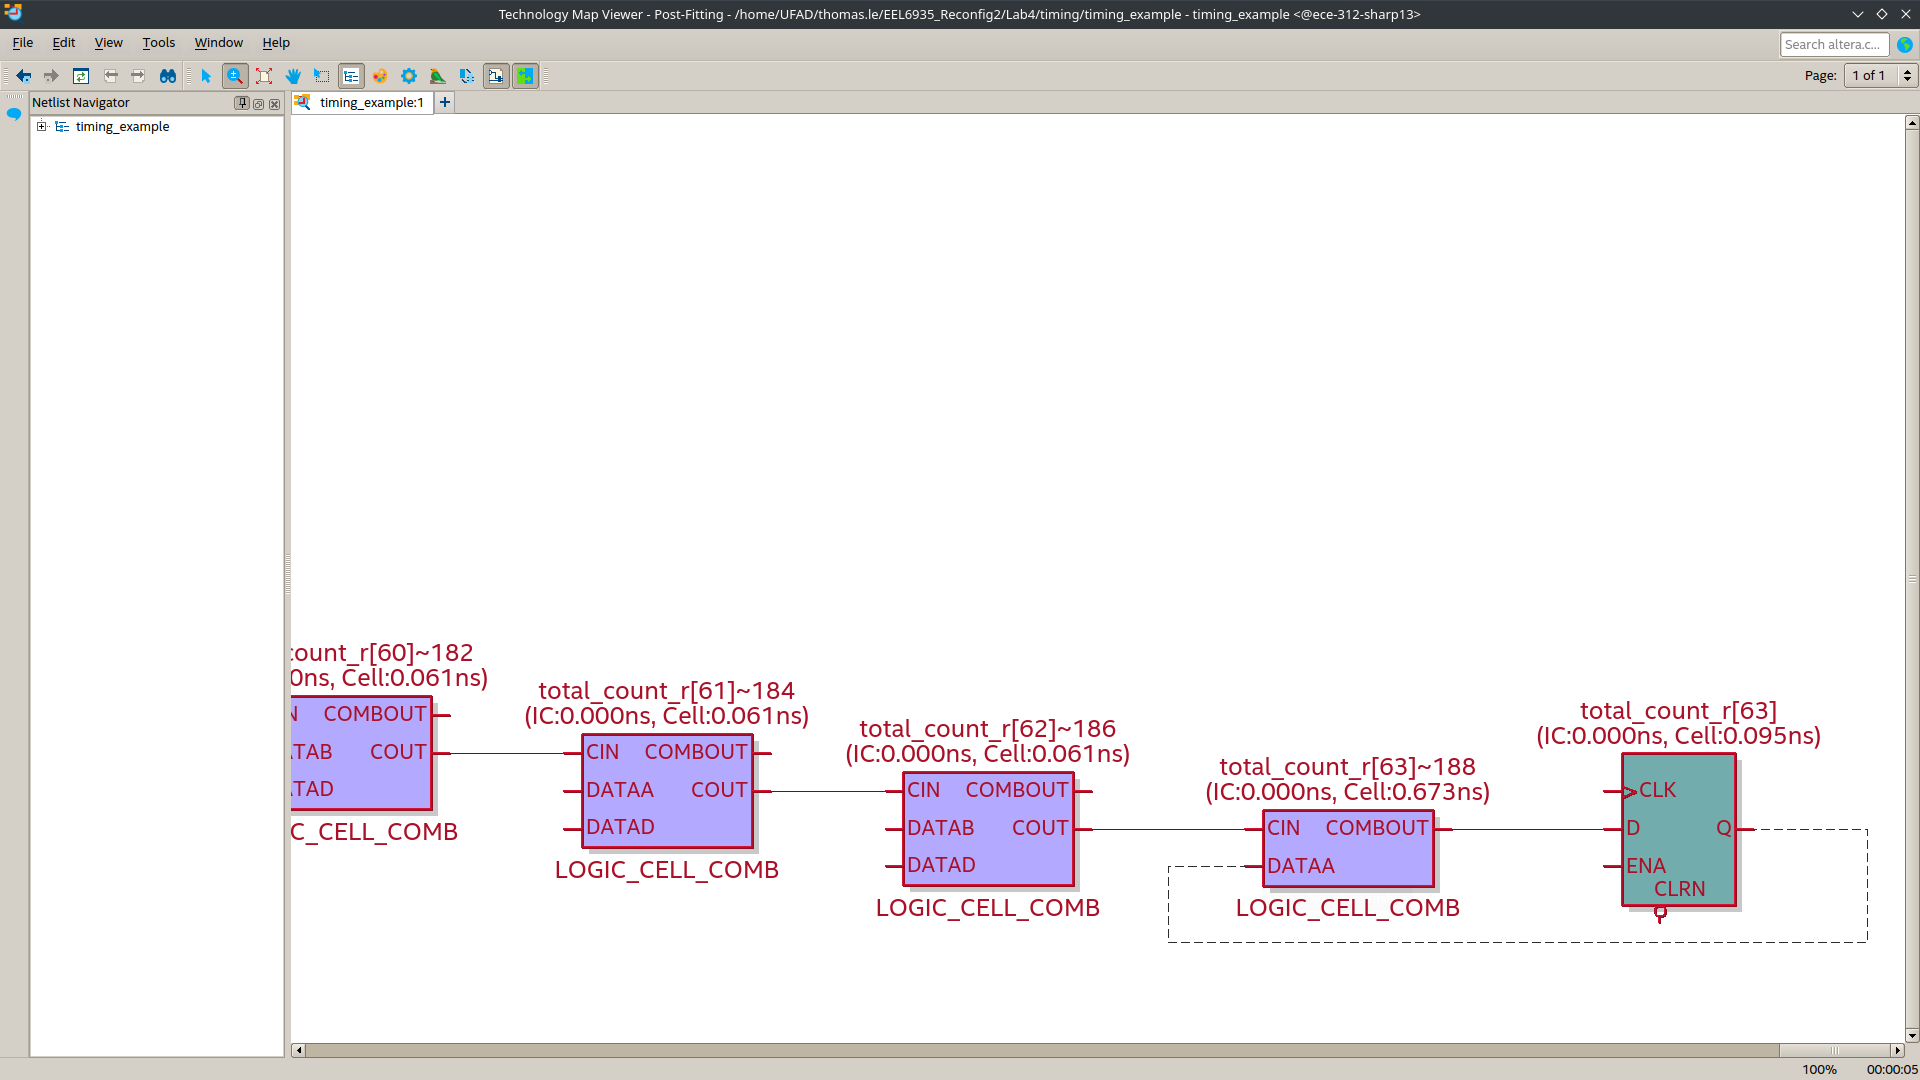 Technology Map Viewer - Post-Fitting - /home/UFAD/thomas.le/EEL6935_Reconfig2/Lab4/timing/timing_example - timing_example <@ece-312-sharp13>
File Edit View Tools Window Help
Search altera.c...
Page: 1 of 1
Netlist Navigator
timing_example:1
timing_example
count_r[60]~182
0ns, Cell:0.061ns)
N COMBOUT
TAB COUT
TAD
C_CELL_COMB
total_count_r[61]~184
(IC:0.000ns, Cell:0.061ns)
CIN COMBOUT
DATAA COUT
DATAD
LOGIC_CELL_COMB
total_count_r[62]~186
(IC:0.000ns, Cell:0.061ns)
CIN COMBOUT
DATAB COUT
DATAD
LOGIC_CELL_COMB
total_count_r[63]~188
(IC:0.000ns, Cell:0.673ns)
CIN COMBOUT
DATAA
LOGIC_CELL_COMB
total_count_r[63]
(IC:0.000ns, Cell:0.095ns)
CLK
D Q
ENA
CLRN
100% 00:00:05